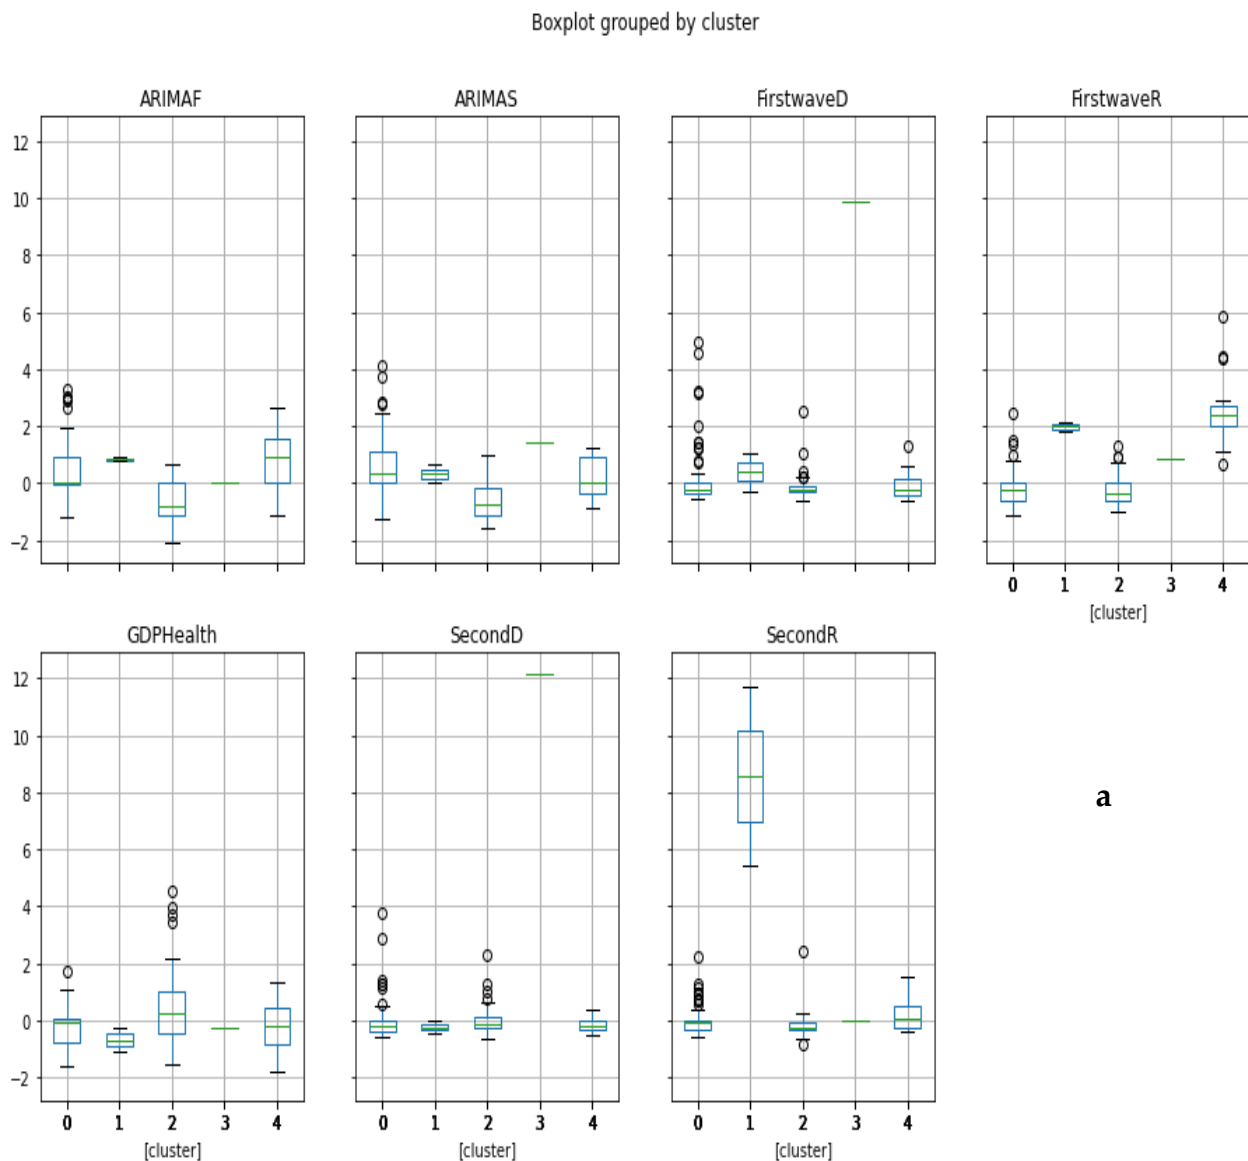 Boxplot grouped by cluster
ARIMAF ARIMAS FirstwaveD FirstwaveR
12
10
8
6
4
2
0
−2
0 1 2 3 4
[cluster]
GDPHealth SecondD SecondR
12
10
8
6
4
2
0
−2
a
0 1 2 3 4 0 1 2 3 4 0 1 2 3 4
[cluster] [cluster] [cluster]